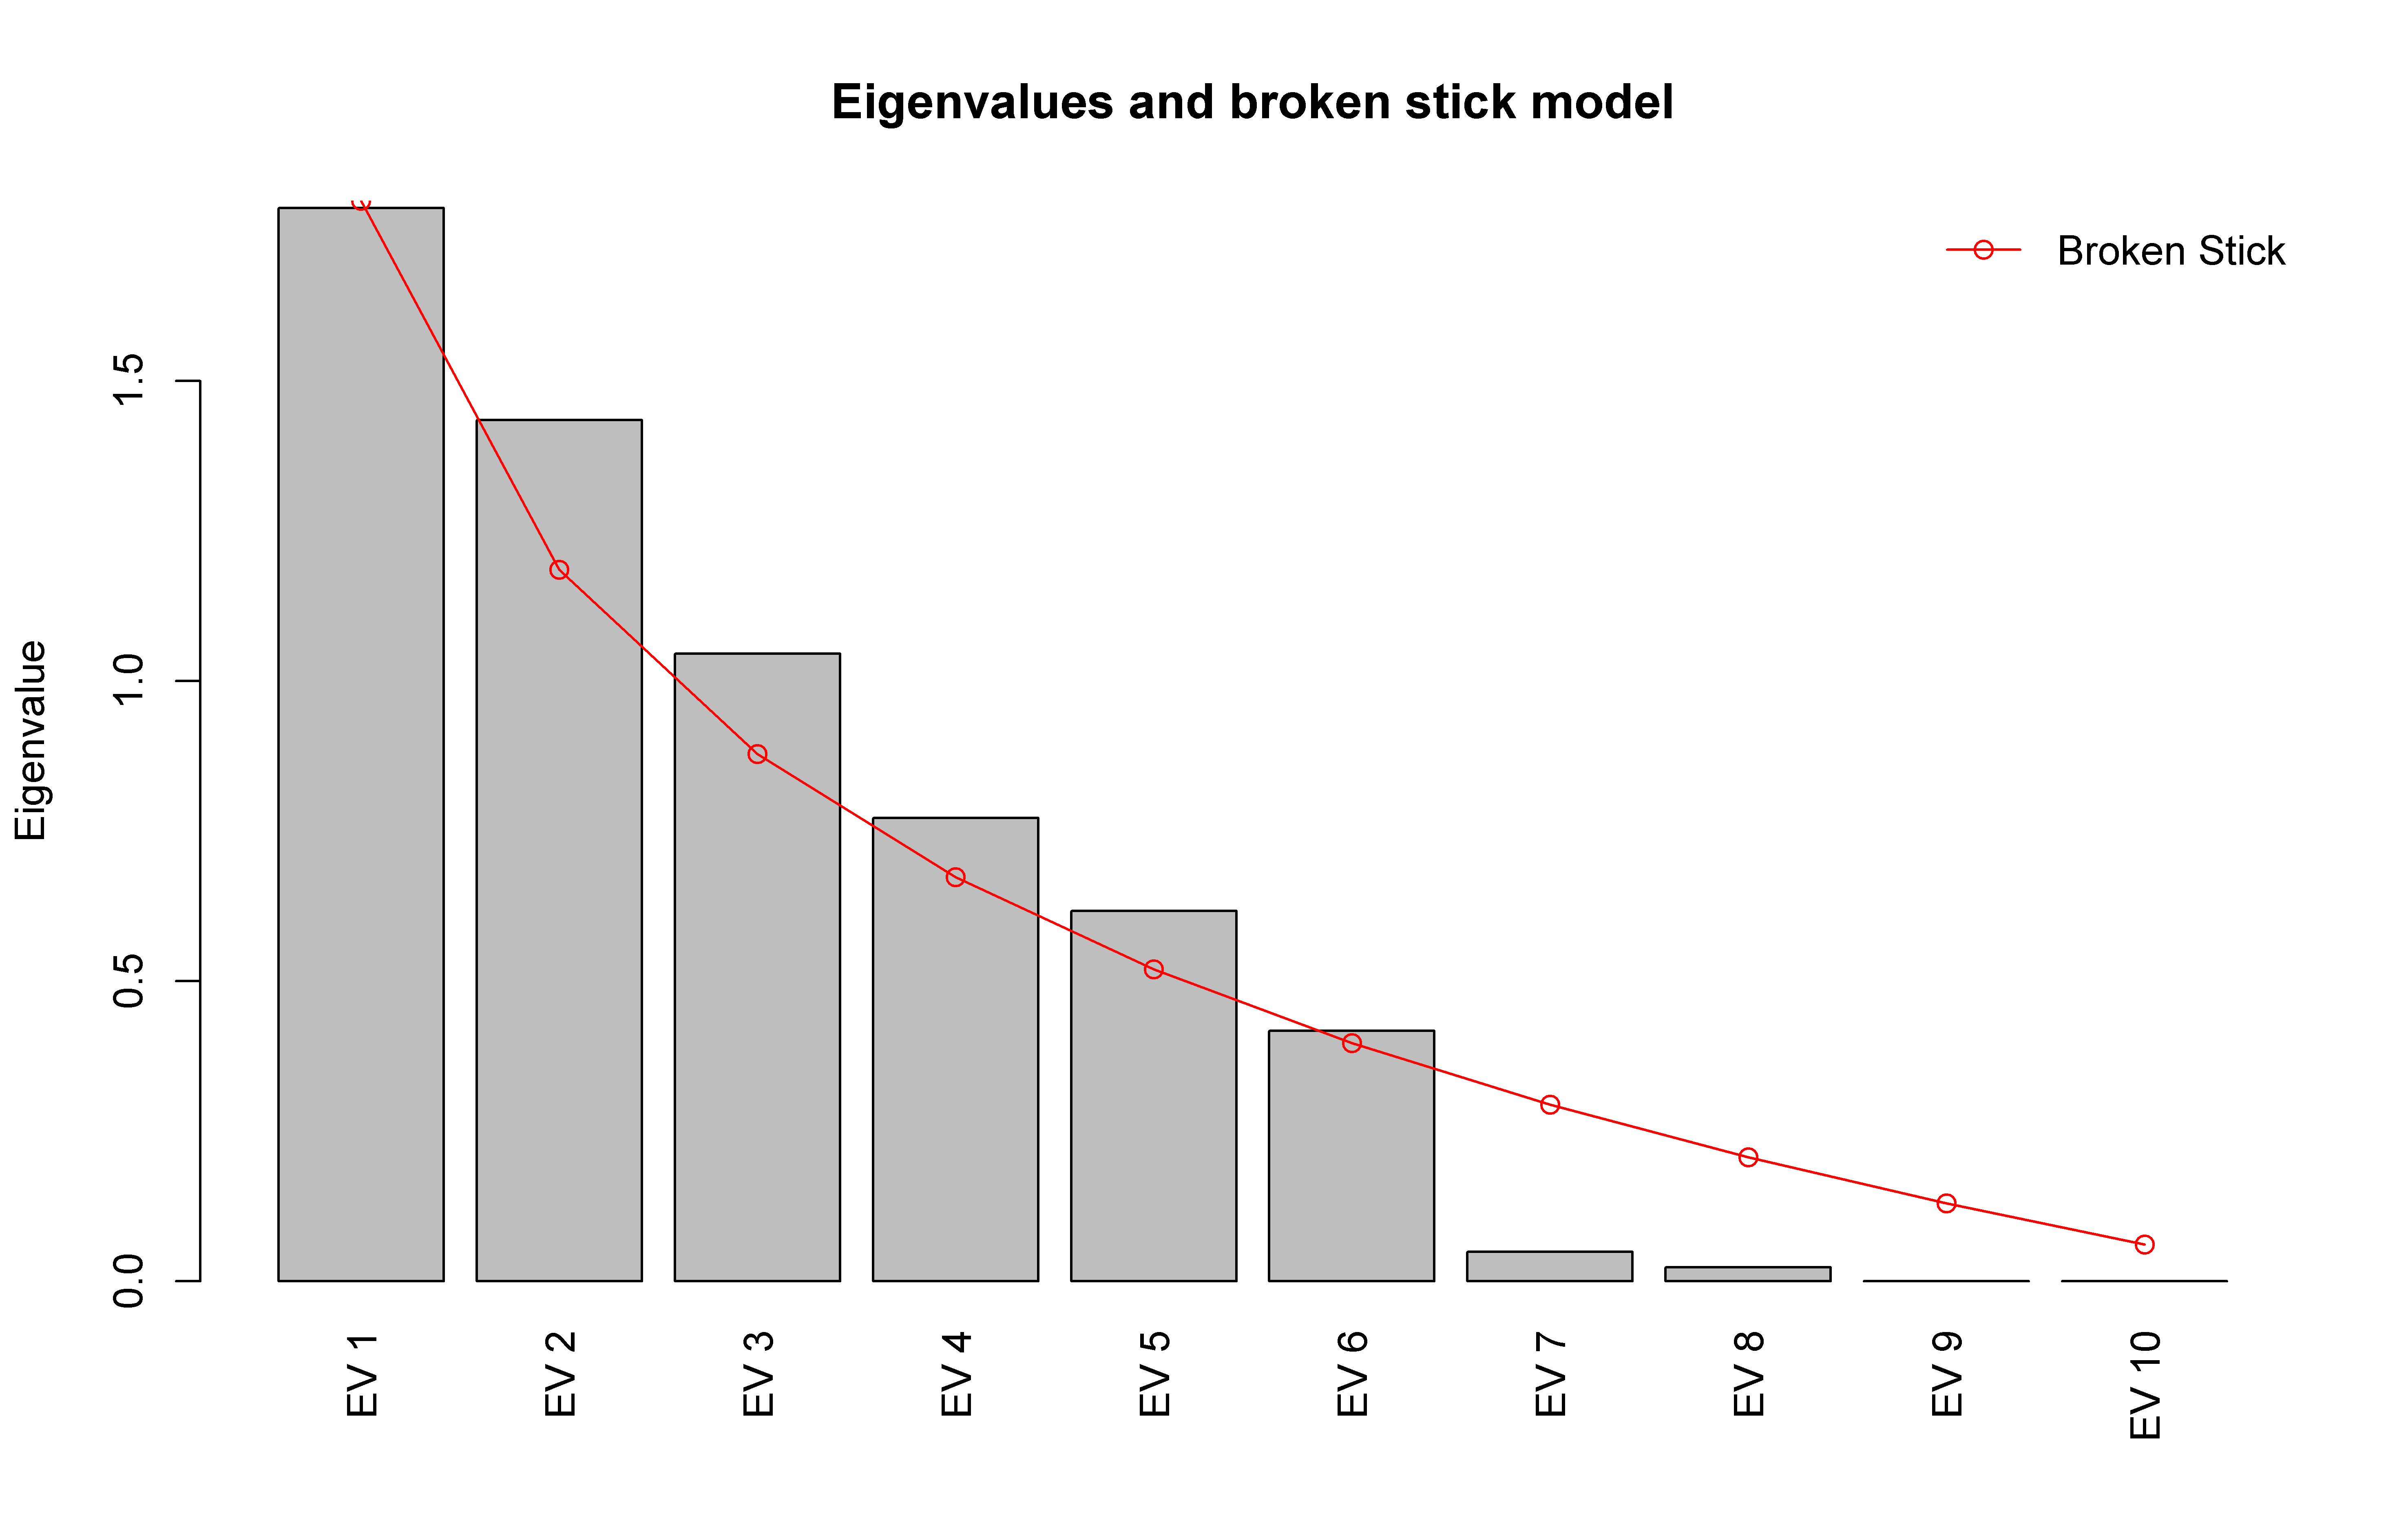 Eigenvalues and broken stick model
Broken Stick
Eigenvalue
1.5
1.0
0.5
0.0
EV 1
EV 2
EV 3
EV 4
EV 5
EV 6
EV 7
EV 8
EV 9
EV 10